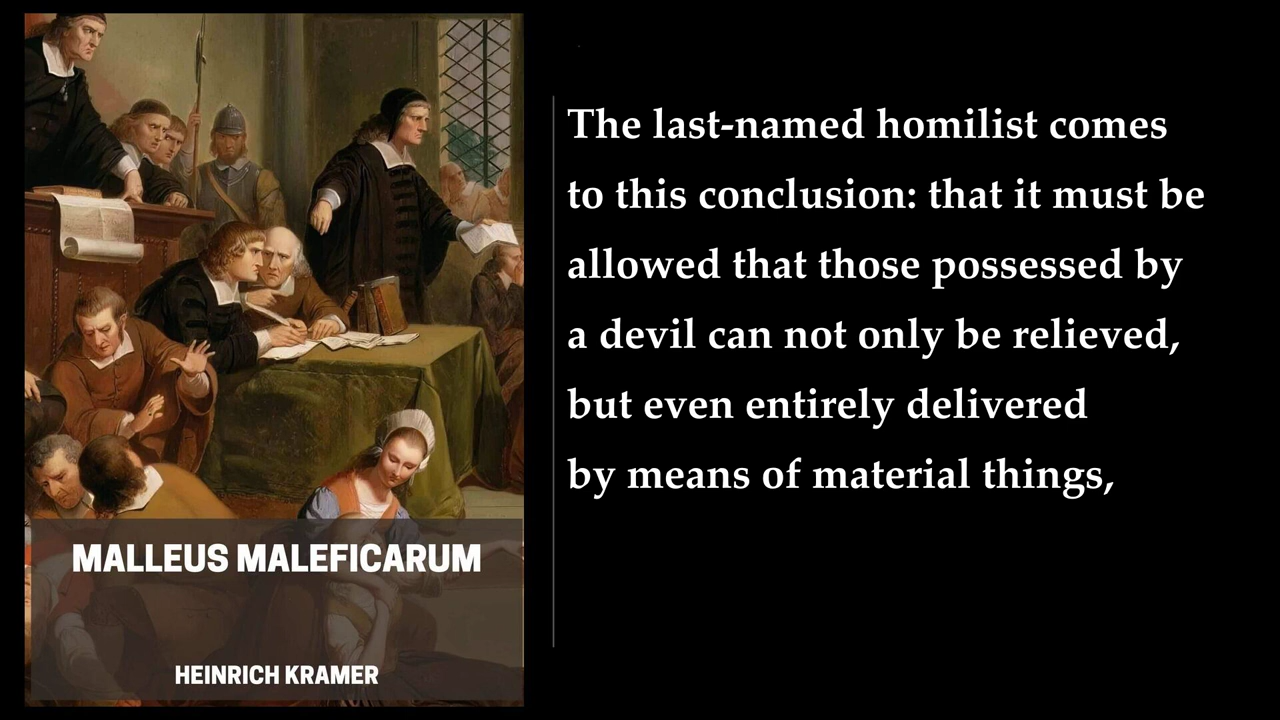 The last-named homilist comes
to this conclusion: that it must be
allowed that those possessed by
a devil can not only be relieved,
but even entirely delivered
by means of material things,
MALLEUS MALEFICARUM
HEINRICH KRAMER